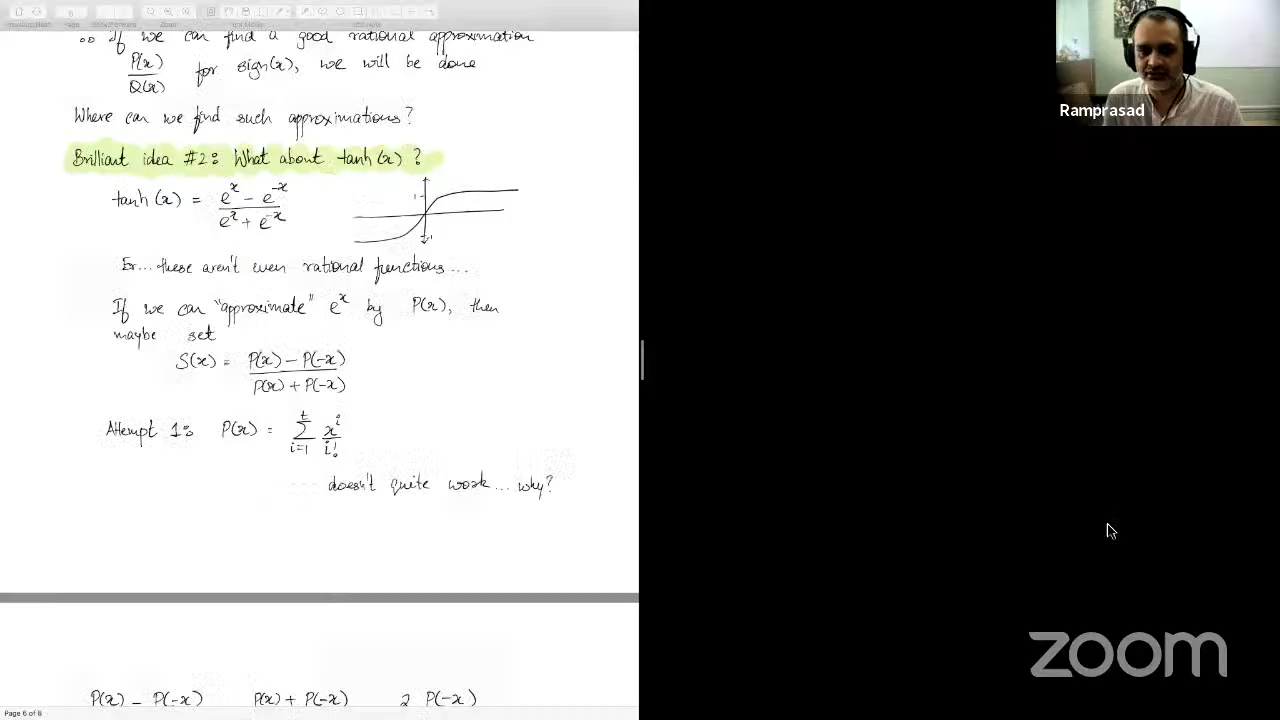 ∴ If we can find a good rational approximation
P(x)/Q(x) for sign(x), we will be done
Where can we find such approximations?
Brilliant idea #2: What about tanh(x) ?
tanh(x) = (e^x - e^-x)/(e^x + e^-x)
1
-1
Er... these aren't even rational functions...
If we can "approximate" e^x by P(x), then
maybe set
S(x) = (P(x) - P(-x))/(P(x) + P(-x))
Attempt 1: P(x) = ∑_{i=1}^{t} x^i/i!
doesn't quite work... why?
P(x) - P(-x) P(x) + P(-x) 2 P(-x)
Page 6 of 8
Ramprasad
zoom